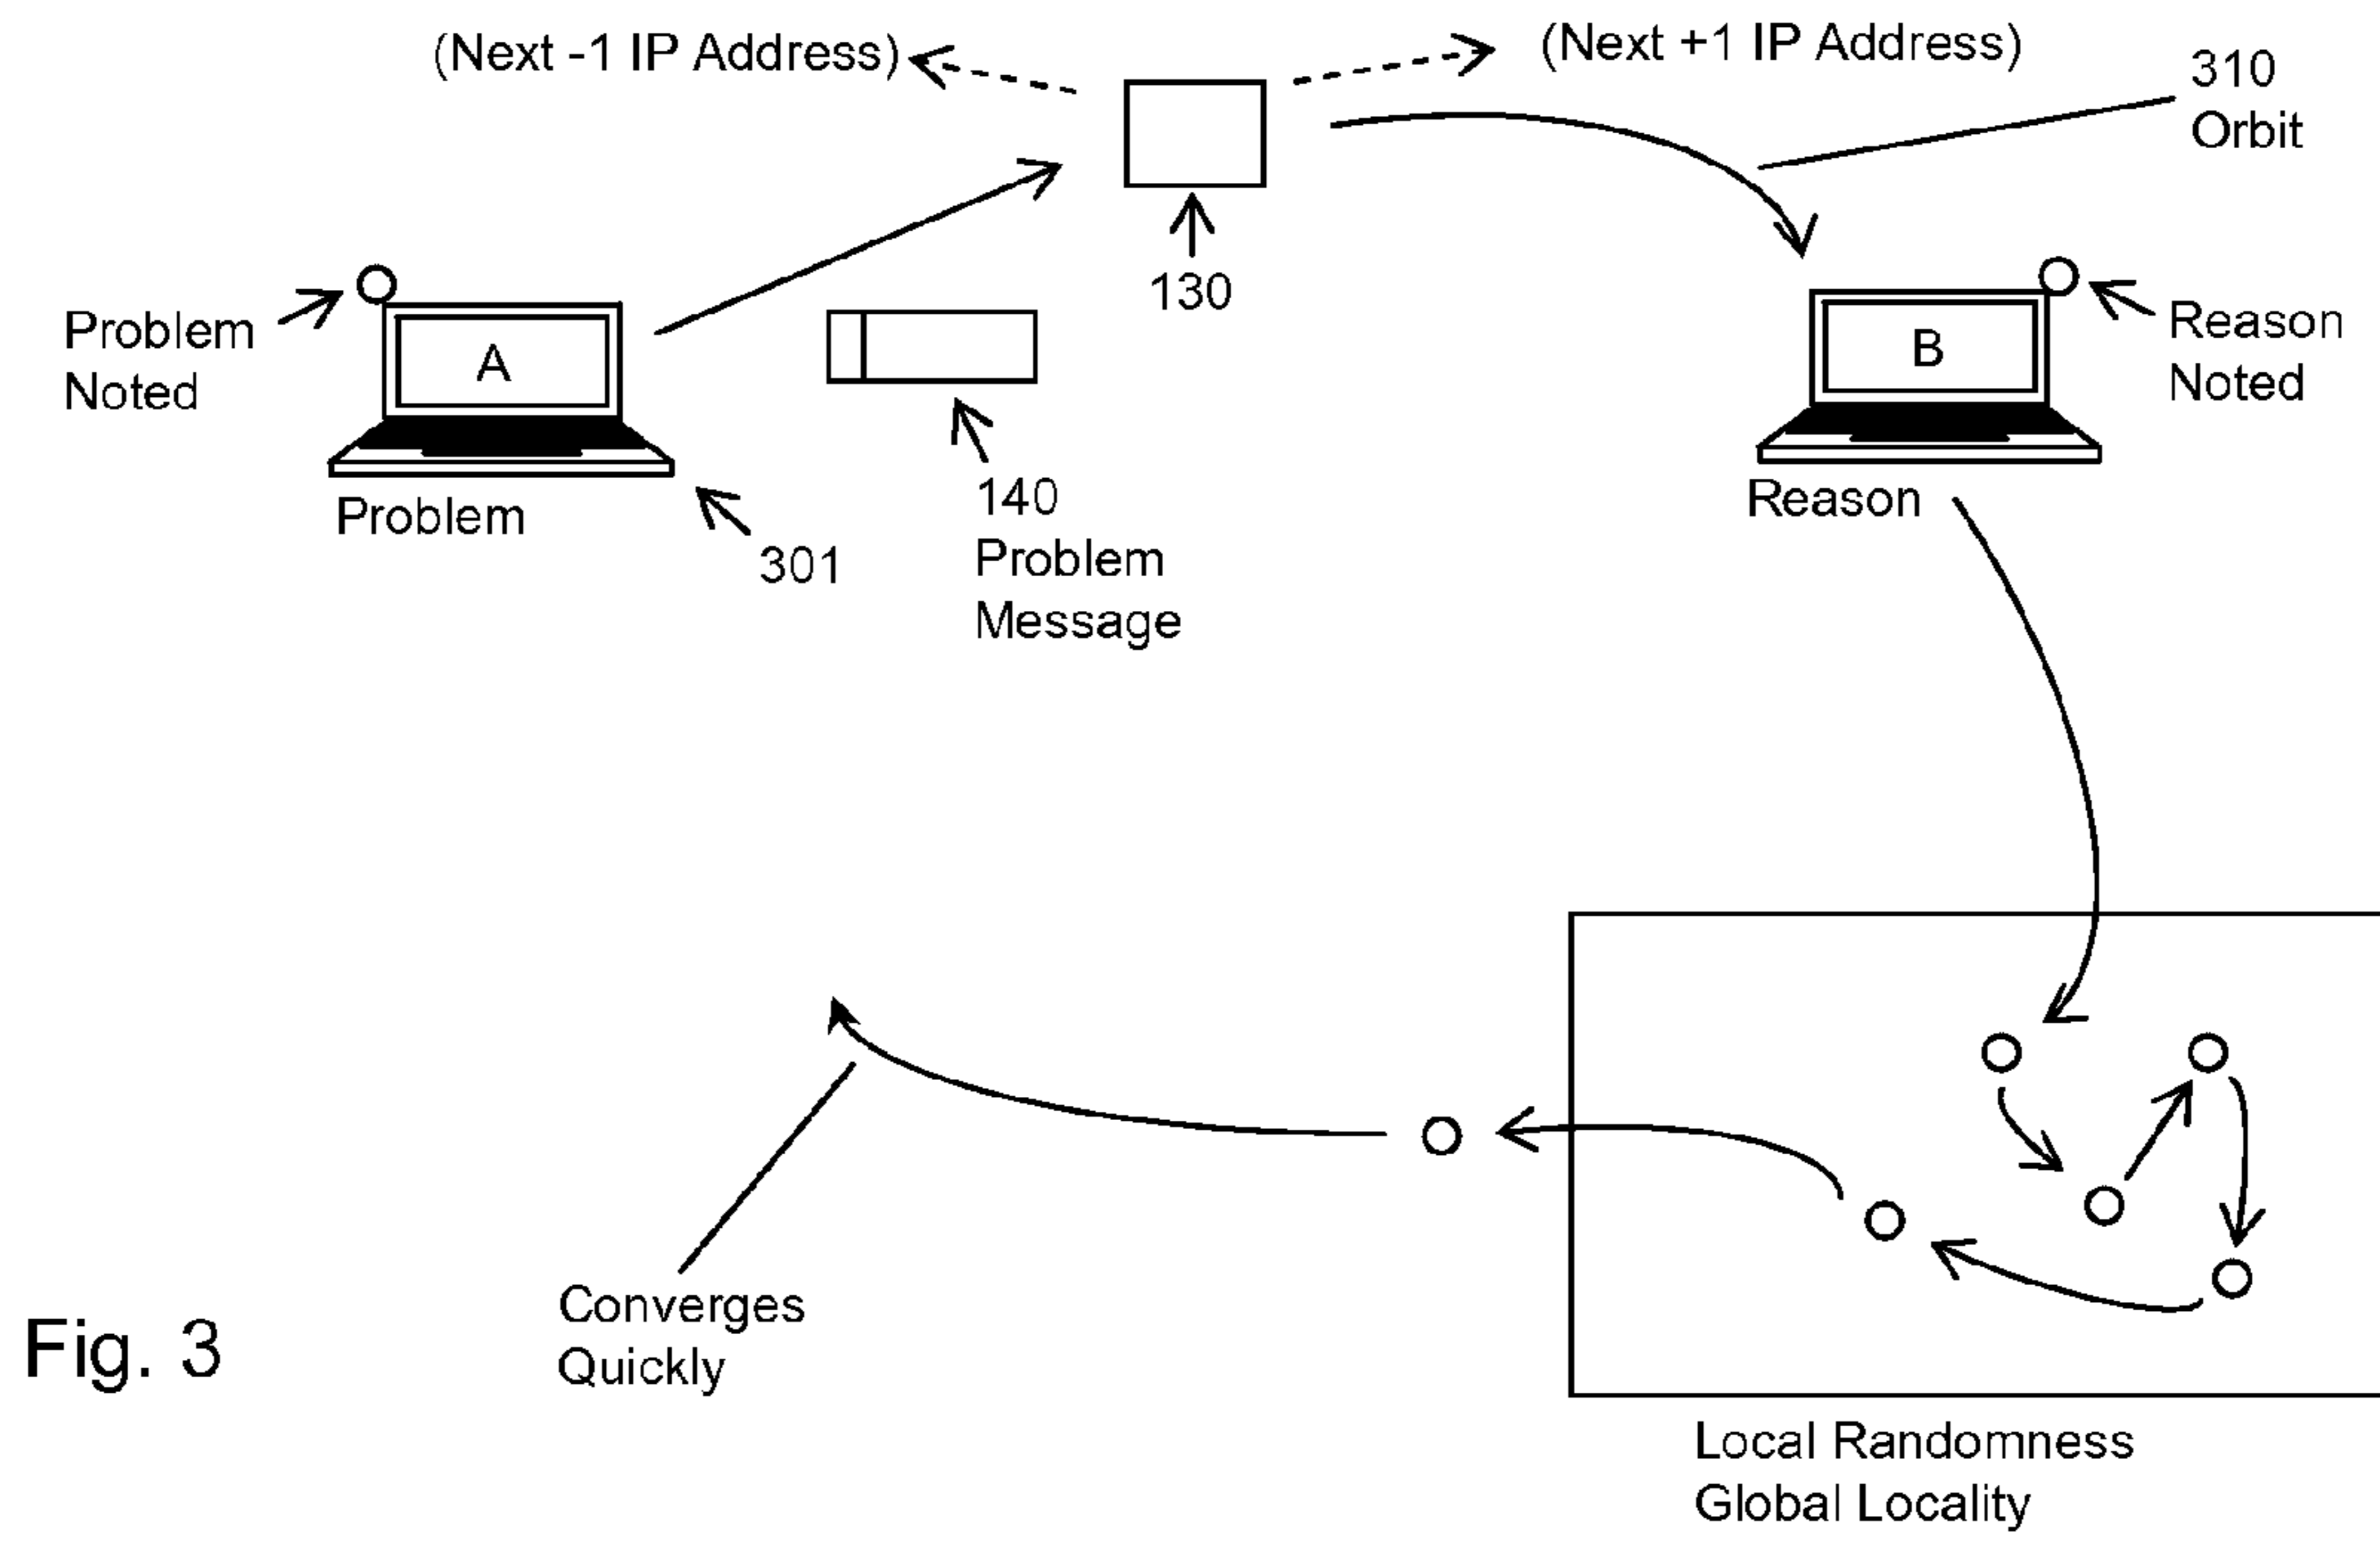 (Next -1 IP Address)
(Next +1 IP Address)
310
Orbit
130
Problem
Noted
A
B
Reason
Noted
Problem
301
140
Problem
Message
Reason
Converges
Quickly
Fig. 3
Local Randomness
Global Locality